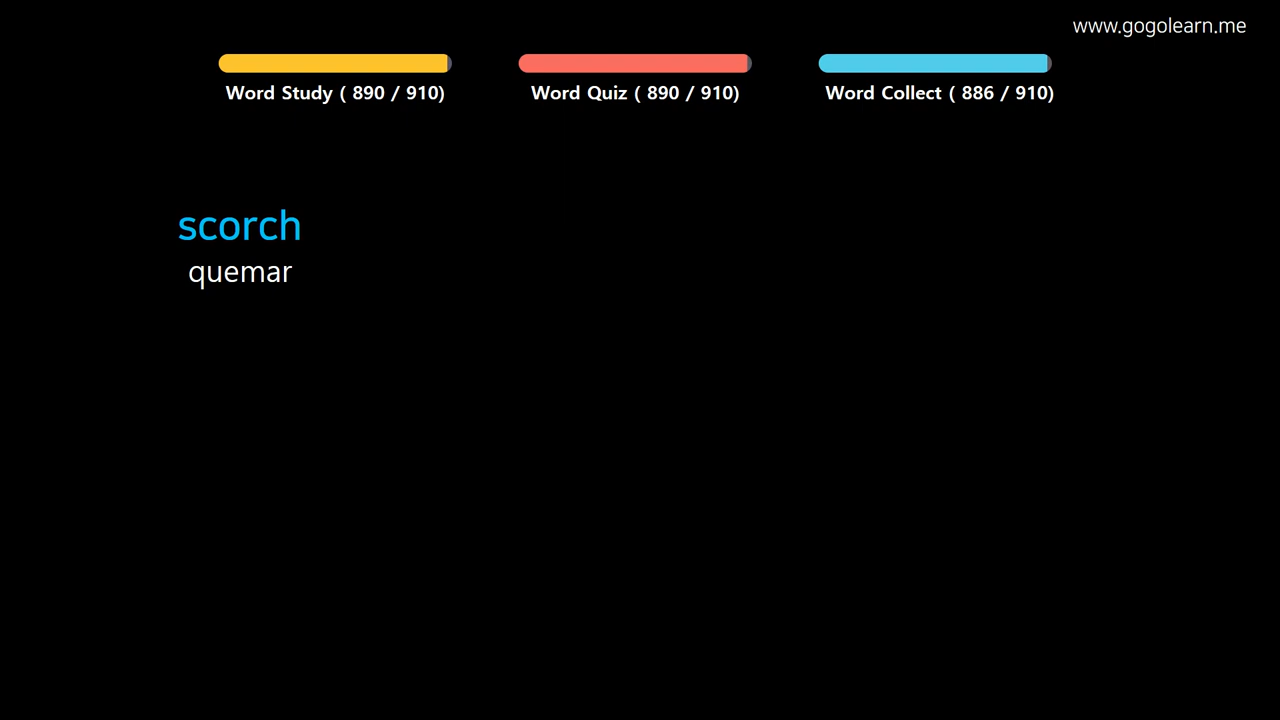 www.gogolearn.me
Word Study ( 890 / 910)
Word Quiz ( 890 / 910)
Word Collect ( 886 / 910)
scorch
quemar